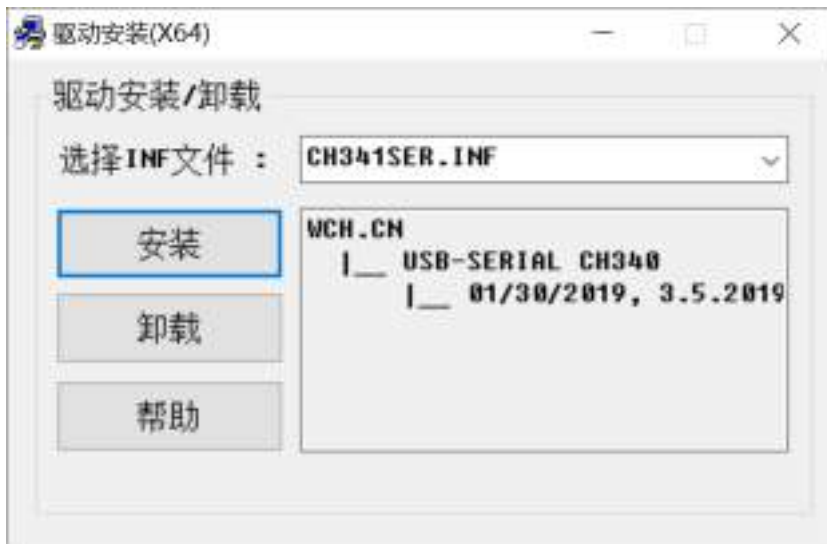 驱动安装(X64)
驱动安装/卸载
选择INF文件 : CH341SER.INF
安装
卸载
帮助
WCH.CN
|__ USB-SERIAL CH340
|__ 01/30/2019, 3.5.2019